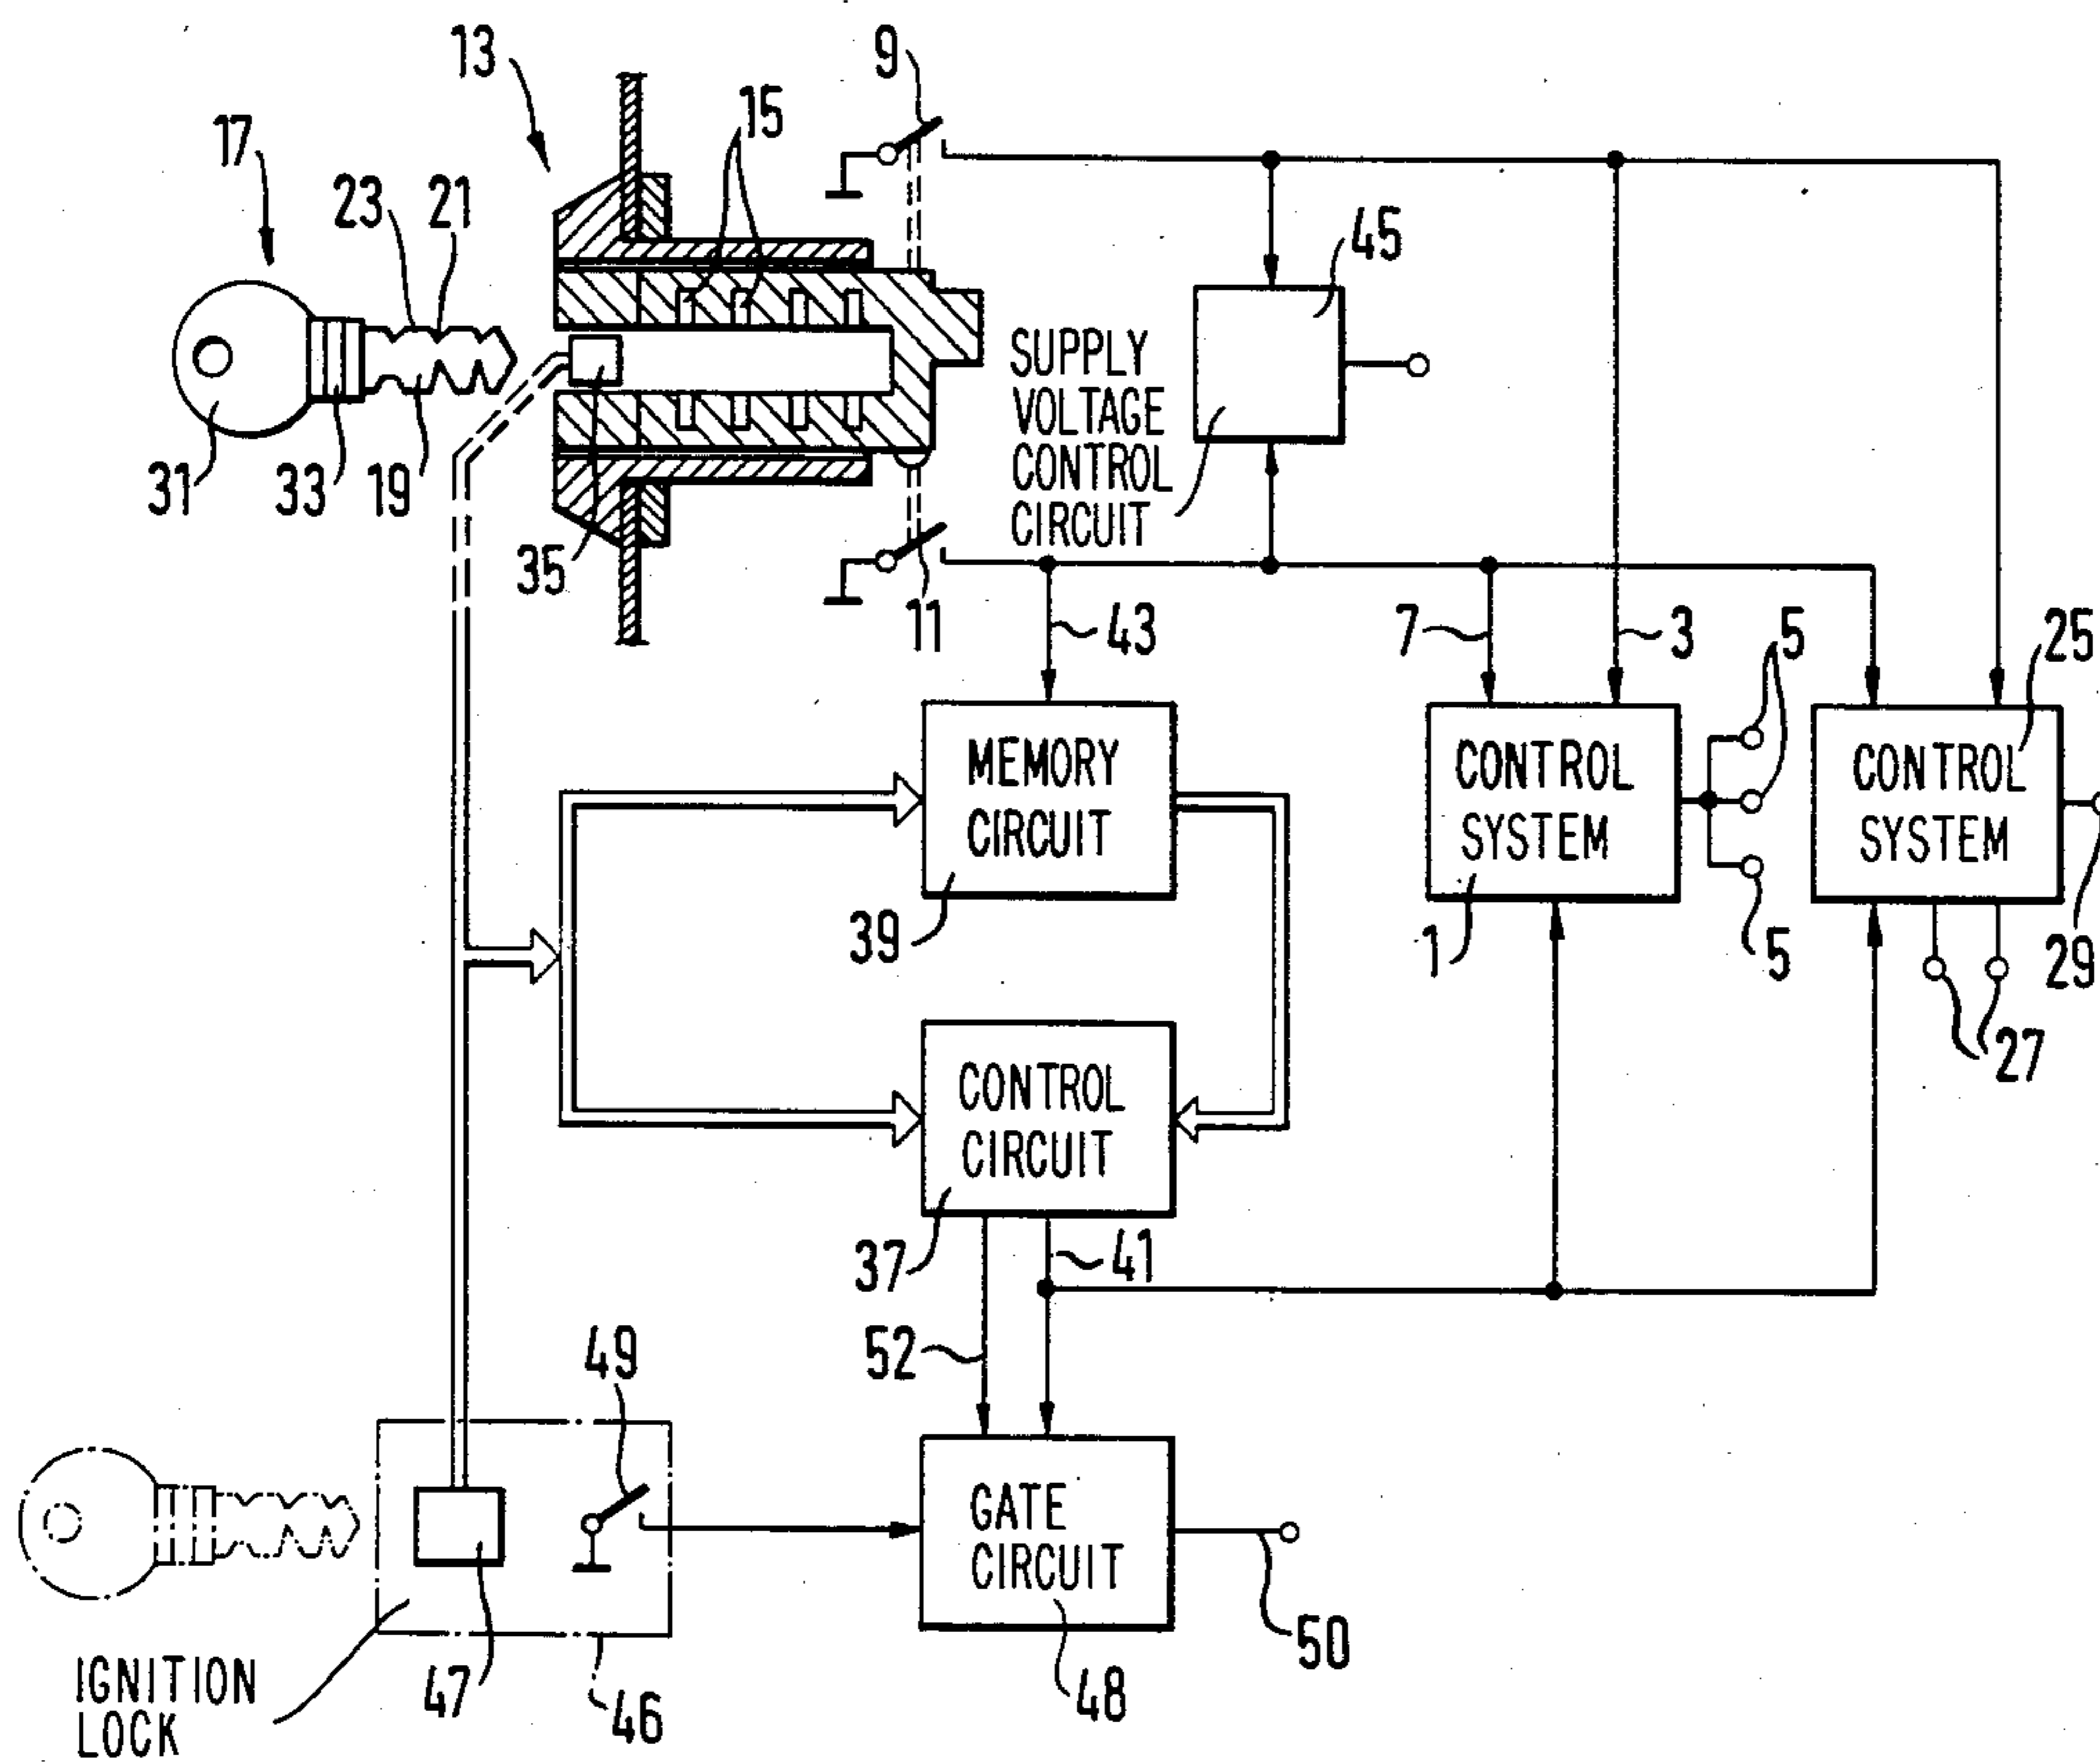 13
9
15
17
23
21
45
SUPPLY
VOLTAGE
CONTROL
CIRCUIT
31
33
19
35
11
43
7
3
5
25
MEMORY
CIRCUIT
CONTROL
SYSTEM
CONTROL
SYSTEM
39
1
5
29
27
CONTROL
CIRCUIT
37
41
52
49
GATE
CIRCUIT
50
47
46
48
IGNITION
LOCK